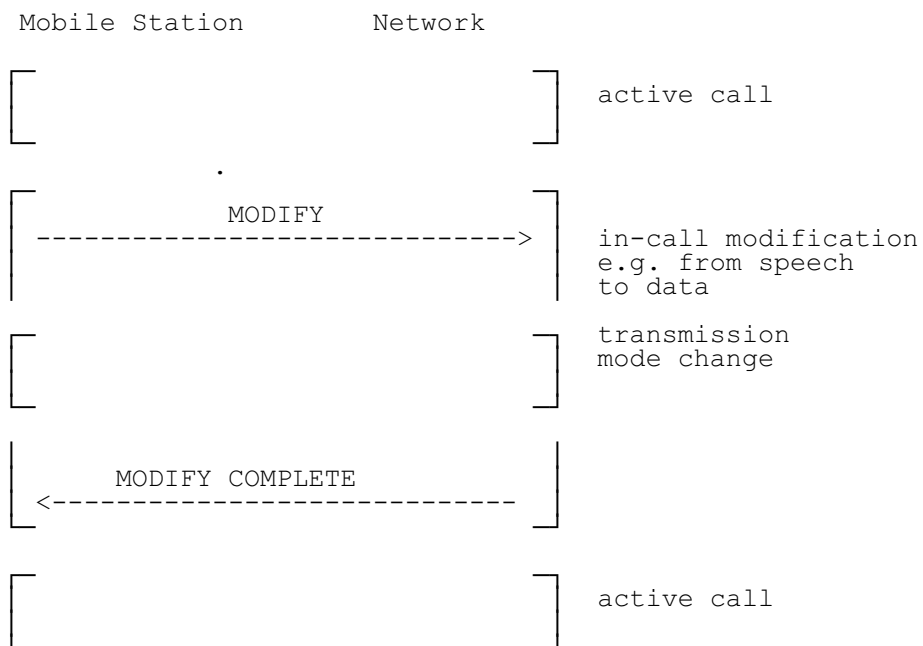 Mobile Station Network
active call
.
MODIFY
------------------------------>
in-call modification
e.g. from speech
to data
transmission
mode change
MODIFY COMPLETE
<-----------------------------
active call